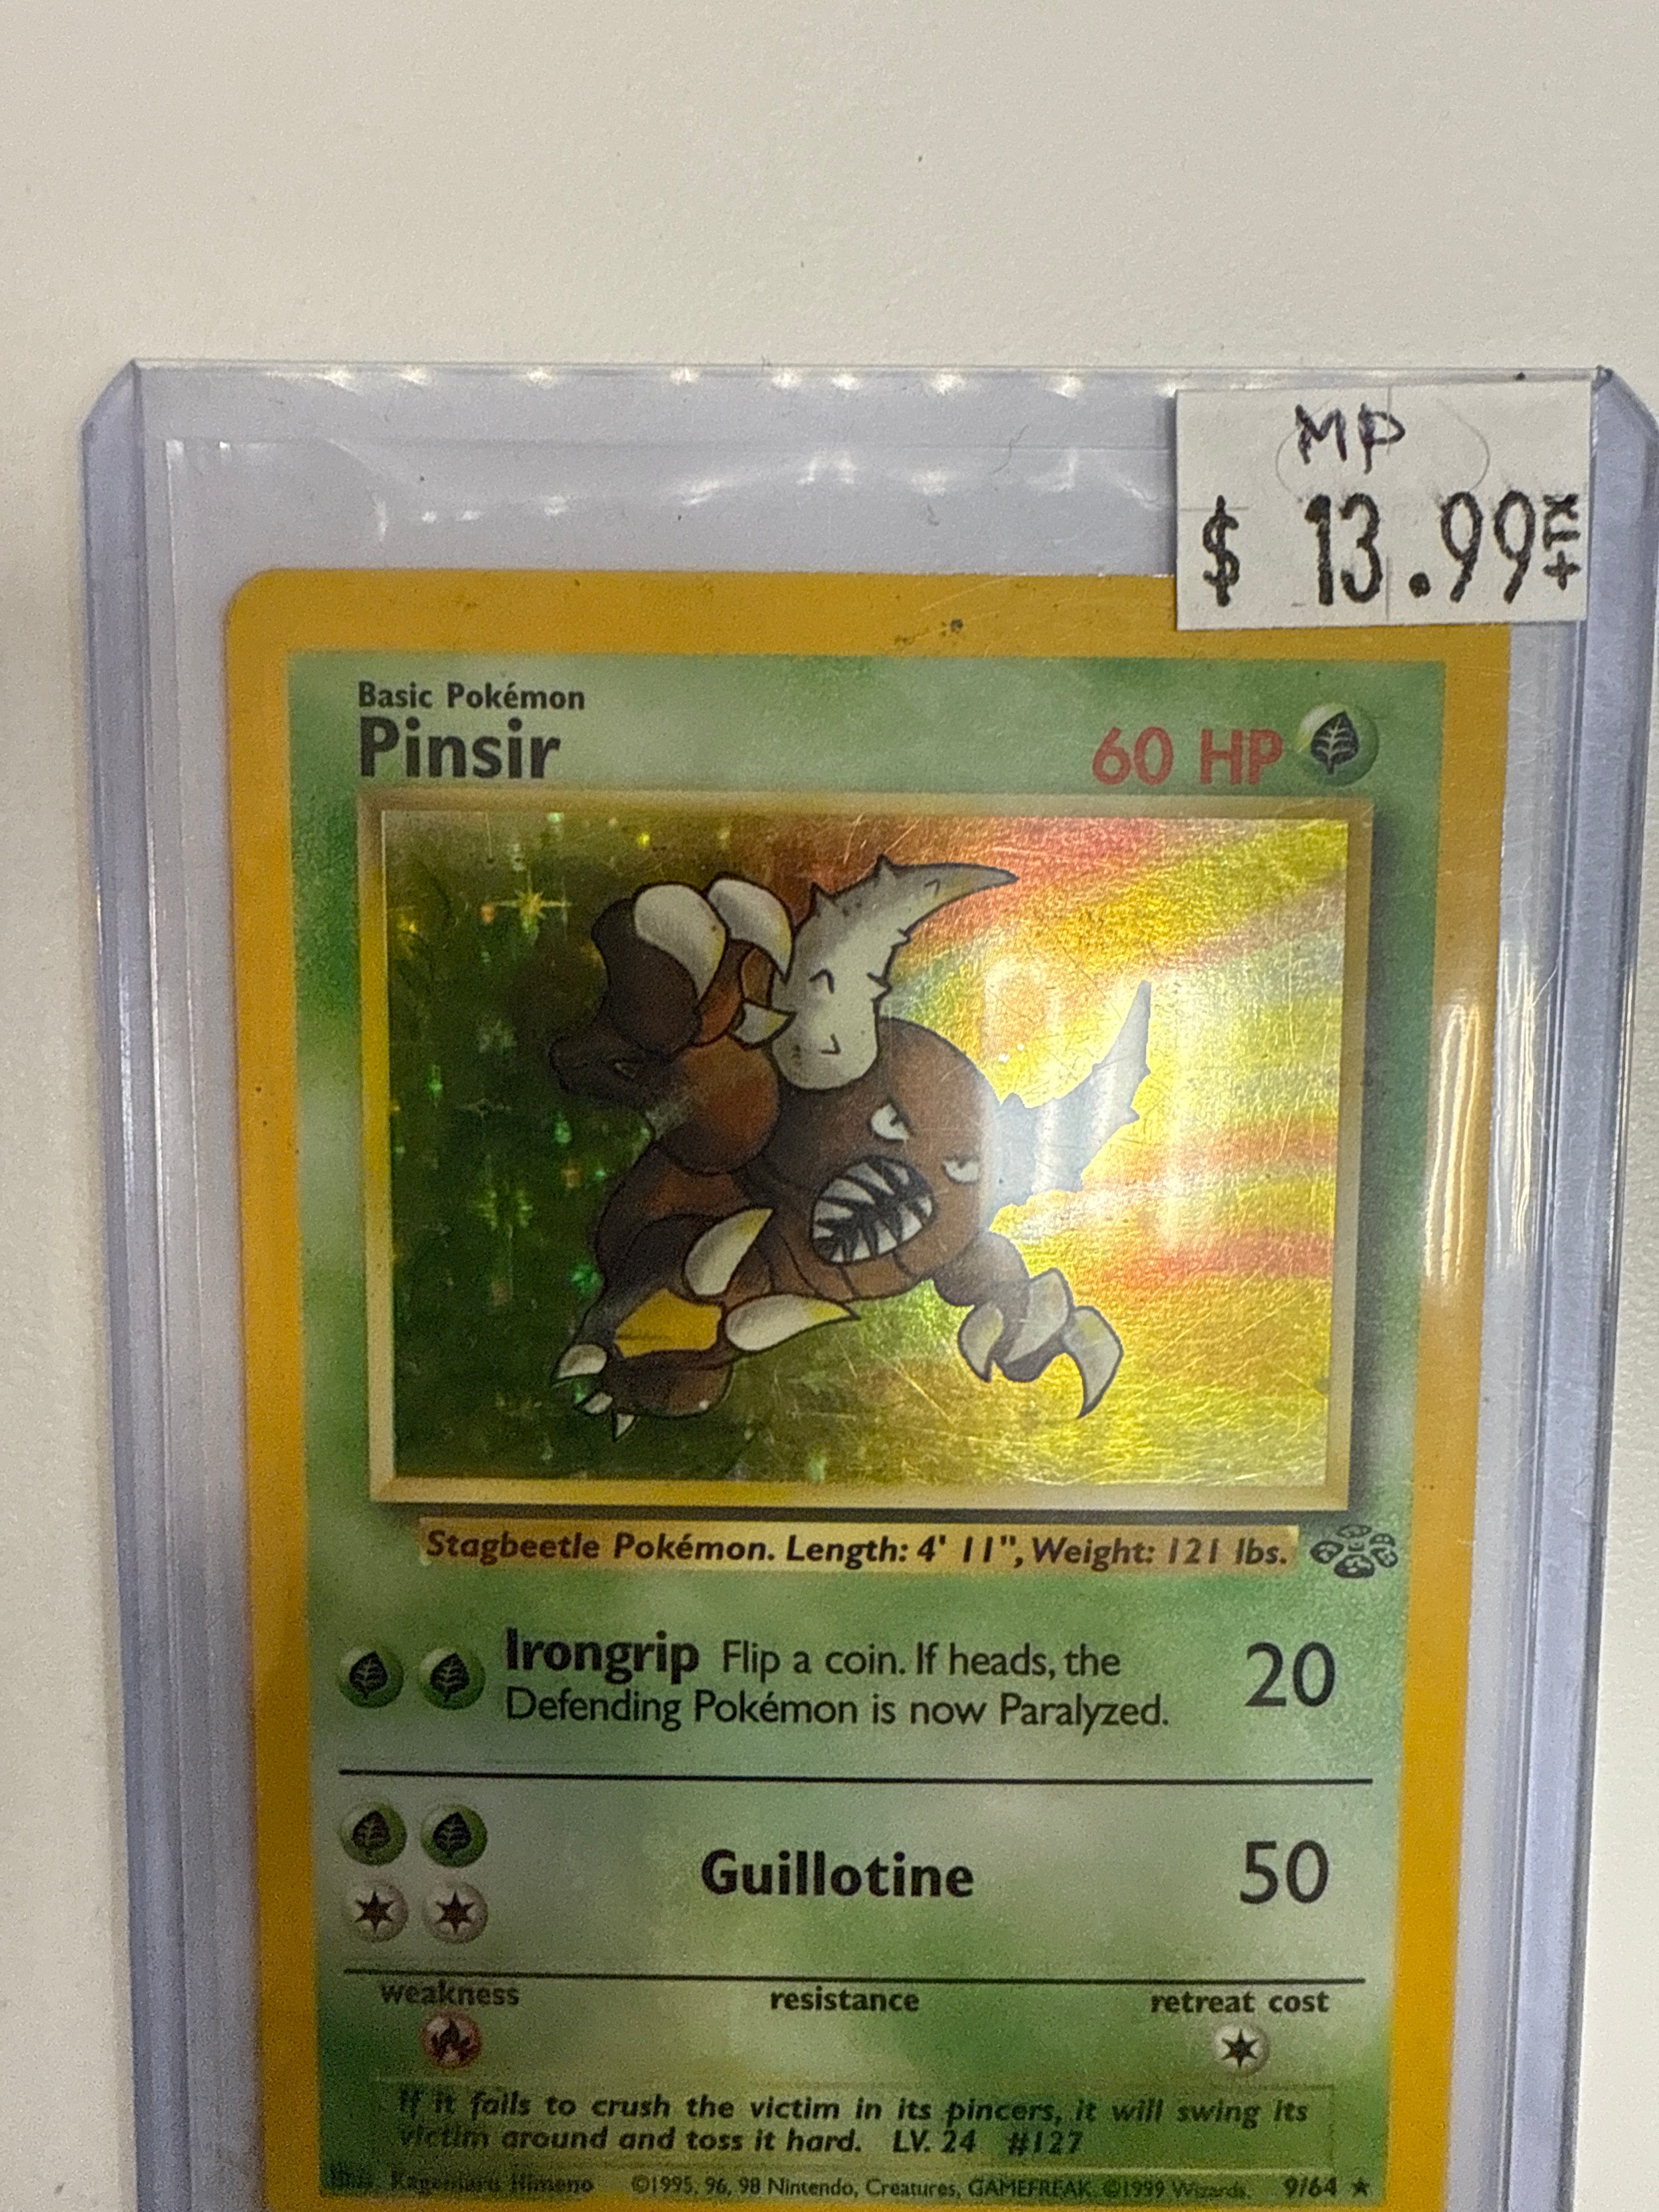 MP
$ 13.99
Basic Pokémon
Pinsir
60 HP
Stagbeetle Pokémon. Length: 4' 11", Weight: 121 lbs.
Irongrip Flip a coin. If heads, the 20
Defending Pokémon is now Paralyzed.
Guillotine 50
weakness resistance retreat cost
If it fails to crush the victim in its pincers, it will swing its
victim around and toss it hard. LV. 24 #127
Illus. Kagemaru Himeno ©1995, 96, 98 Nintendo, Creatures, GAMEFREAK. ©1999 Wizards. 9/64 ★